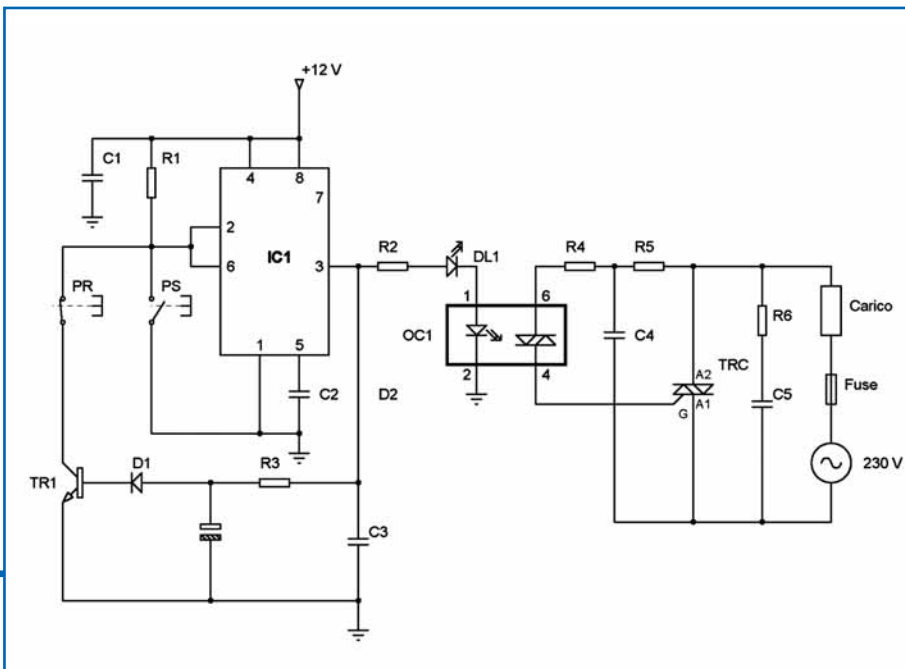 +12 V
C1
R1
4
8
7
2
6
IC1
3
1
5
PR
PS
C2
R2
DL1
1
6
OC1
2
4
R4
R5
C4
R6
Carico
TRC
A2
A1
G
C5
Fuse
230 V
D2
D1
R3
TR1
C3